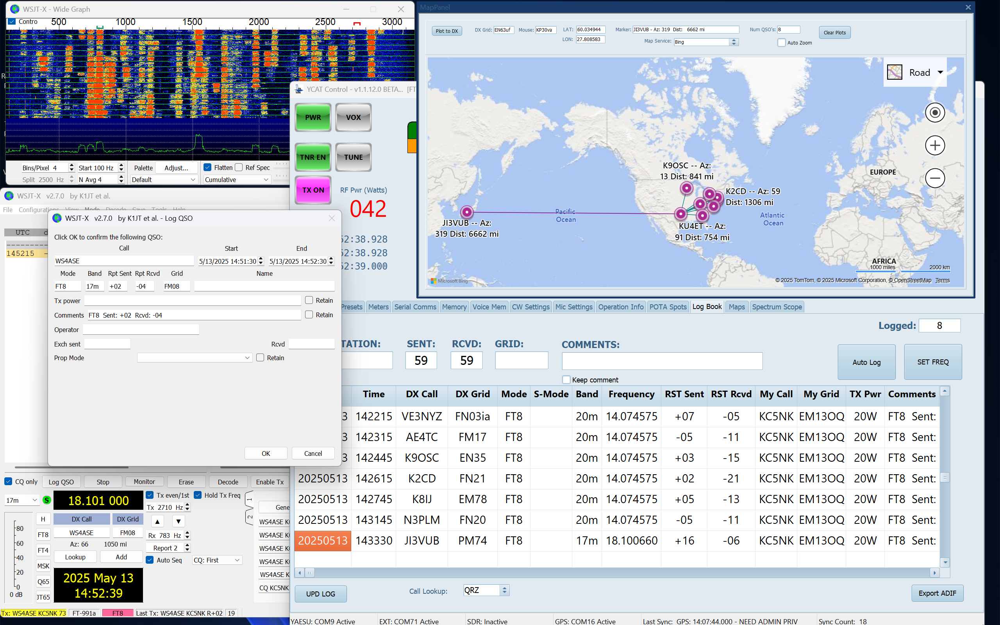 WSJT-X - Wide Graph
Contro
500 1000 1500 2000 2500 3000
Bins/Pixel 4 Start 100 Hz Palette Adjust... Flatten Ref Spec
Split 2500 Hz N Avg 4 Default Cumulative
WSJT-X v2.7.0 by K1JT et al.
File Configurations View Mode Decode Save Tools Help
UTC
145215 -
WSJT-X v2.7.0 by K1JT et al. - Log QSO
Click OK to confirm the following QSO:
Call Start End
WS4ASE 5/13/2025 14:51:30 5/13/2025 14:52:30
Mode Band Rpt Sent Rpt Rcvd Grid Name
FT8 17m +02 -04 FM08
Tx power Retain
Comments FT8 Sent: +02 Rcvd: -04 Retain
Operator
Exch sent Rcvd
Prop Mode Retain
OK Cancel
CQ only Log QSO Stop Monitor Erase Decode Enable Tx
17m S 18.101 000 Tx even/1st Hold Tx Freq
Tx 2710 Hz
1
2
Gene
H DX Call DX Grid
WS4ASE FM08
Az: 66 1050 mi
Lookup Add
Rx 783 Hz
Report 2
Auto Seq CQ: First
FT8
FT4
MSK
Q65
JT65
80
60
40
20
0
0 dB
2025 May 13
14:52:39
WS4ASE K
WS4ASE K
WS4ASE K
WS4ASE K
WS4ASE K
CQ KC5NK
Tx: WS4ASE KC5NK 73 FT-991a FT8 Last Tx: WS4ASE KC5NK R+02 19
YCAT Control - v1.1.12.0 BETA... [FT
PWR VOX
TNR EN TUNE
TX ON RF Pwr (Watts)
042
52:38.928
52:38.928
52:39.000
MapPanel
Plot to DX DX Grid: EN63uf Mouse: KP30va LAT: 60.034944 Marker: JI3VUB - Az: 319 Dist: 6662 mi Num QSO's: 8 Clear Plots
LON: 27.808583 Map Service: Bing Auto Zoom
Road
K9OSC -- Az:
13 Dist: 841 mi
K2CD -- Az: 59
Dist: 1306 mi
JI3VUB -- Az:
319 Dist: 6662 mi
KU4ET -- Az:
91 Dist: 754 mi
Pacific
Ocean
Atlantic
Ocean
EUROPE
AFRICA
1000 miles 2000 km
Microsoft Bing
© 2025 TomTom, © 2025 Microsoft Corporation, © OpenStreetMap Terms
Presets Meters Serial Comms Memory Voice Mem CW Settings Mic Settings Operation Info POTA Spots Log Book Maps Spectrum Scope
Logged: 8
TATION: SENT: RCVD: GRID: COMMENTS:
59 59
Auto Log SET FREQ
Keep comment
Time DX Call DX Grid Mode S-Mode Band Frequency RST Sent RST Rcvd My Call My Grid TX Pwr Comments
3 142215 VE3NYZ FN03ia FT8 20m 14.074575 +07 -05 KC5NK EM13OQ 20W FT8 Sent:
3 142315 AE4TC FM17 FT8 20m 14.074575 -05 -11 KC5NK EM13OQ 20W FT8 Sent:
3 142445 K9OSC EN35 FT8 20m 14.074575 +03 -15 KC5NK EM13OQ 20W FT8 Sent:
20250513 142615 K2CD FN21 FT8 20m 14.074575 +02 -21 KC5NK EM13OQ 20W FT8 Sent:
20250513 142745 K8IJ EM78 FT8 20m 14.074575 +05 -13 KC5NK EM13OQ 20W FT8 Sent:
20250513 143145 N3PLM FN20 FT8 20m 14.074575 -05 -11 KC5NK EM13OQ 20W FT8 Sent:
20250513 143330 JI3VUB PM74 FT8 17m 18.100660 +16 -06 KC5NK EM13OQ 20W FT8 Sent:
UPD LOG Call Lookup: QRZ Export ADIF
YAESU: COM9 Active EXT: COM71 Active SDR: Inactive GPS: COM16 Active Last Sync: GPS: 14:07:44.000 - NEED ADMIN PRIV Sync Count: 18